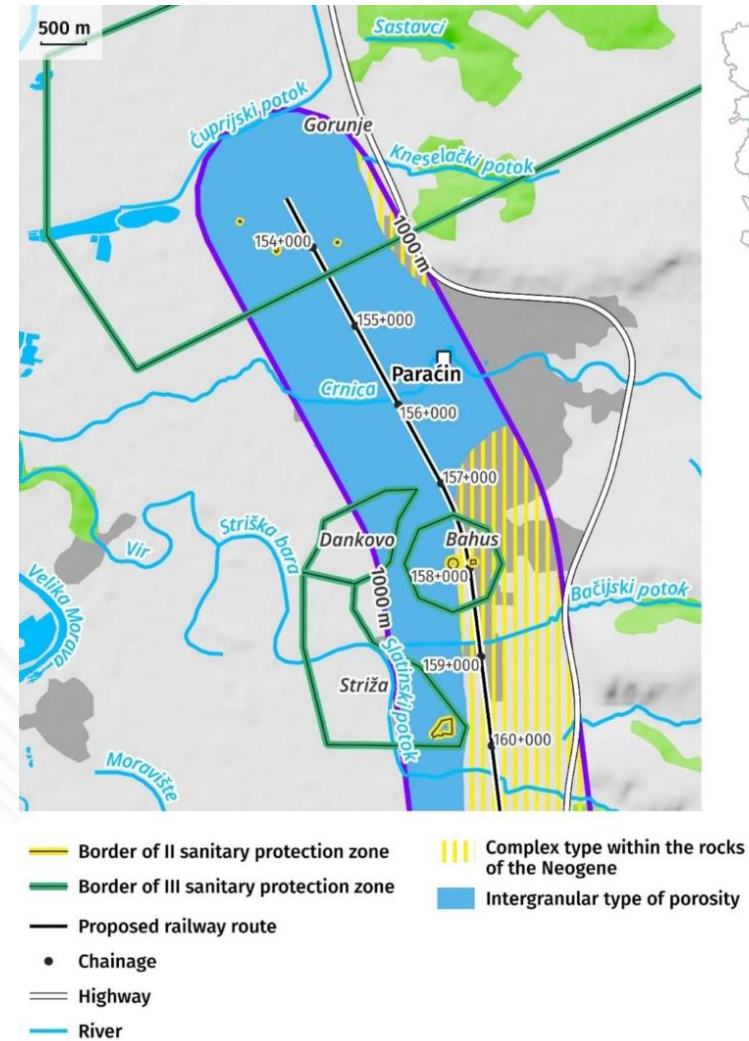 500 m
Sastavci
Ćuprijski potok
Gorunje
Kneselački potok
1000 m
154+000
155+000
Paraćin
Crnica
156+000
157+000
Striška bara
Dankovo
Bahus
Vir
158+000
1000 m
Bačijski potok
Velika Morava
159+000
Slatinski potok
Striža
160+000
Moravište
Border of II sanitary protection zone
Border of III sanitary protection zone
Proposed railway route
Chainage
Highway
River
Complex type within the rocks
of the Neogene
Intergranular type of porosity